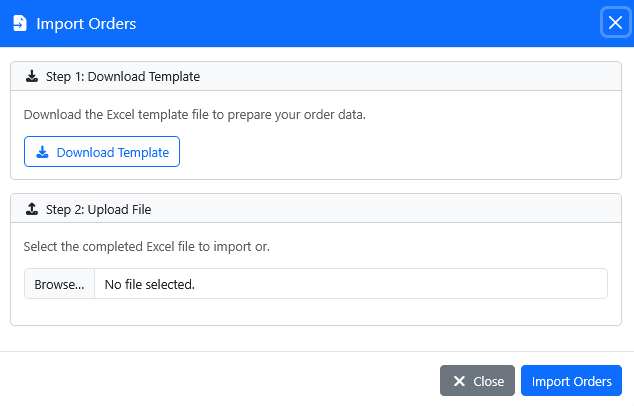 Import Orders
Step 1: Download Template
Download the Excel template file to prepare your order data.
Download Template
Step 2: Upload File
Select the completed Excel file to import or.
Browse... No file selected.
Close Import Orders